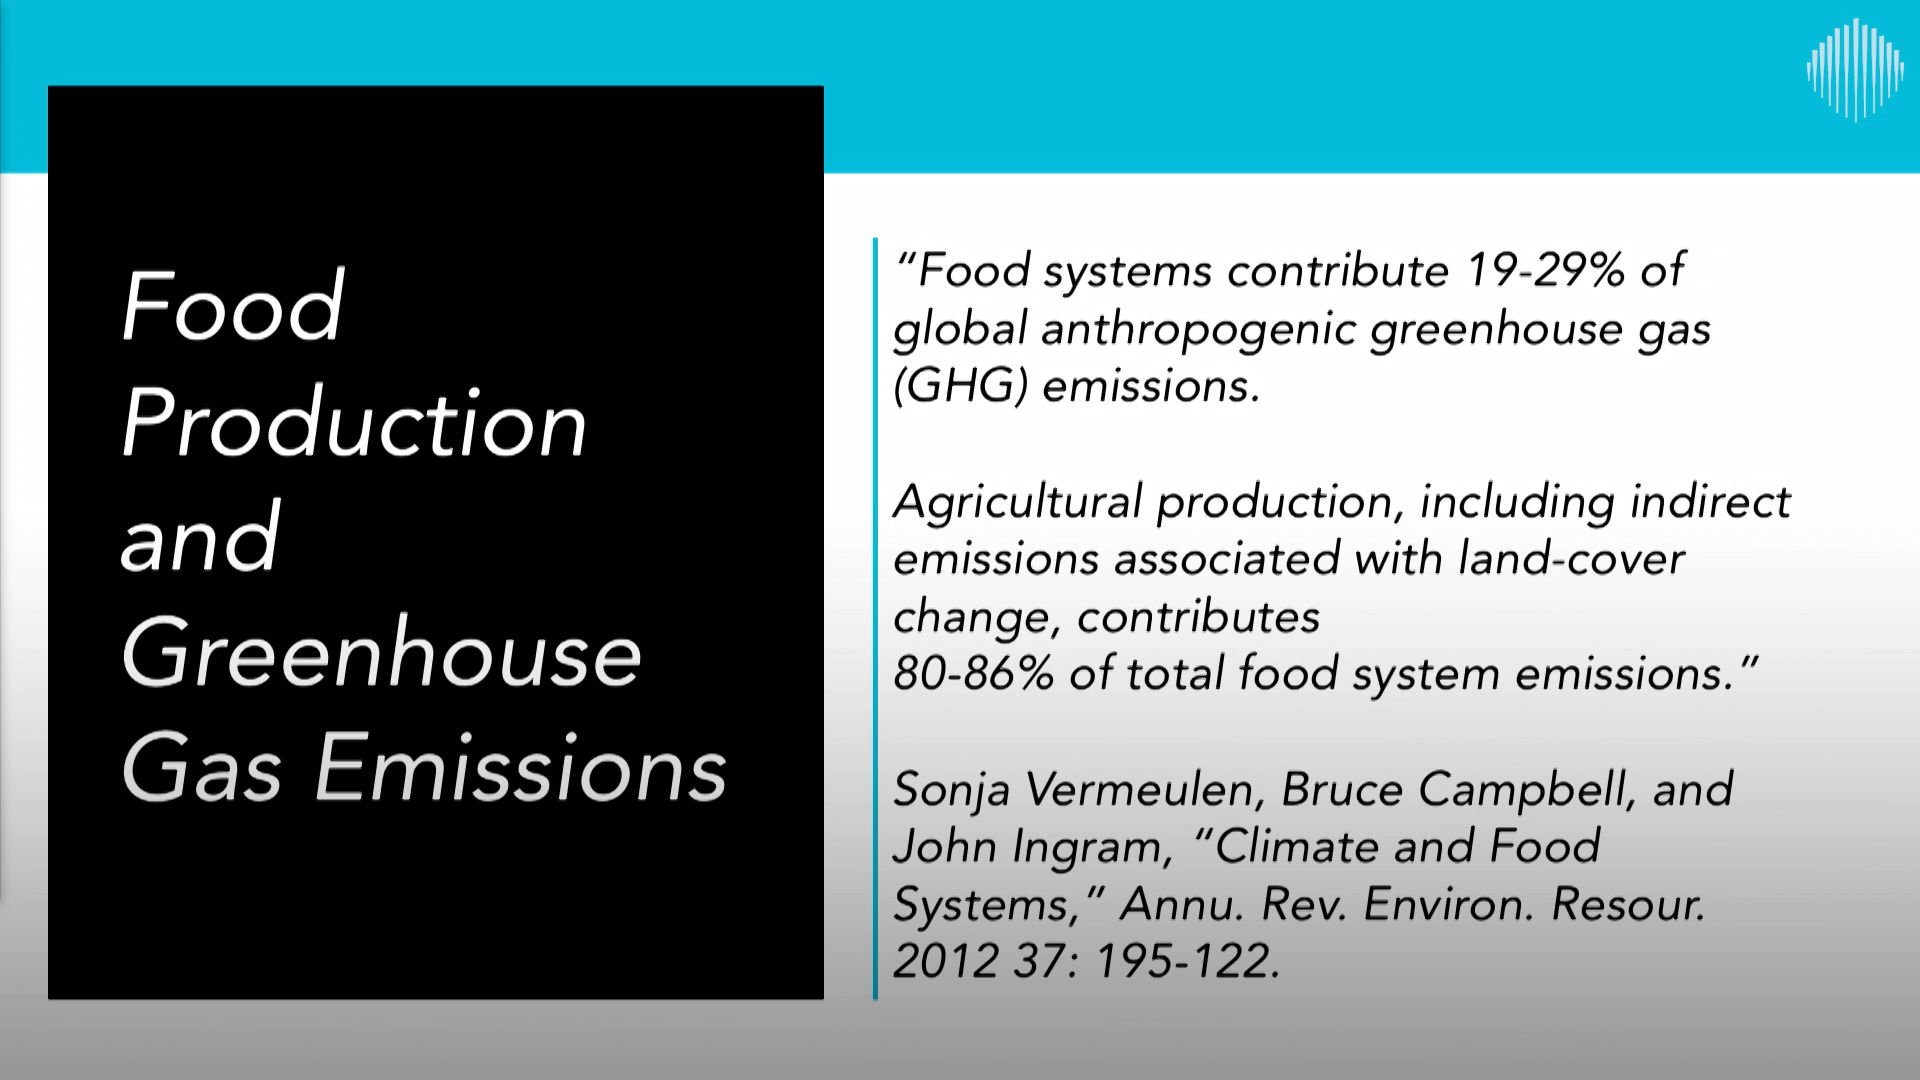 Food
Production
and
Greenhouse
Gas Emissions
“Food systems contribute 19-29% of
global anthropogenic greenhouse gas
(GHG) emissions.
Agricultural production, including indirect
emissions associated with land-cover
change, contributes
80-86% of total food system emissions.”
Sonja Vermeulen, Bruce Campbell, and
John Ingram, “Climate and Food
Systems,” Annu. Rev. Environ. Resour.
2012 37: 195-122.